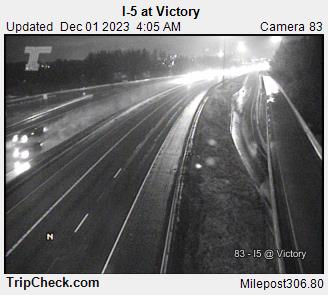 I-5 at Victory
Updated Dec 01 2023 4:05 AM Camera 83
T
N
83 - I5 @ Victory
TripCheck.com Milepost306.80